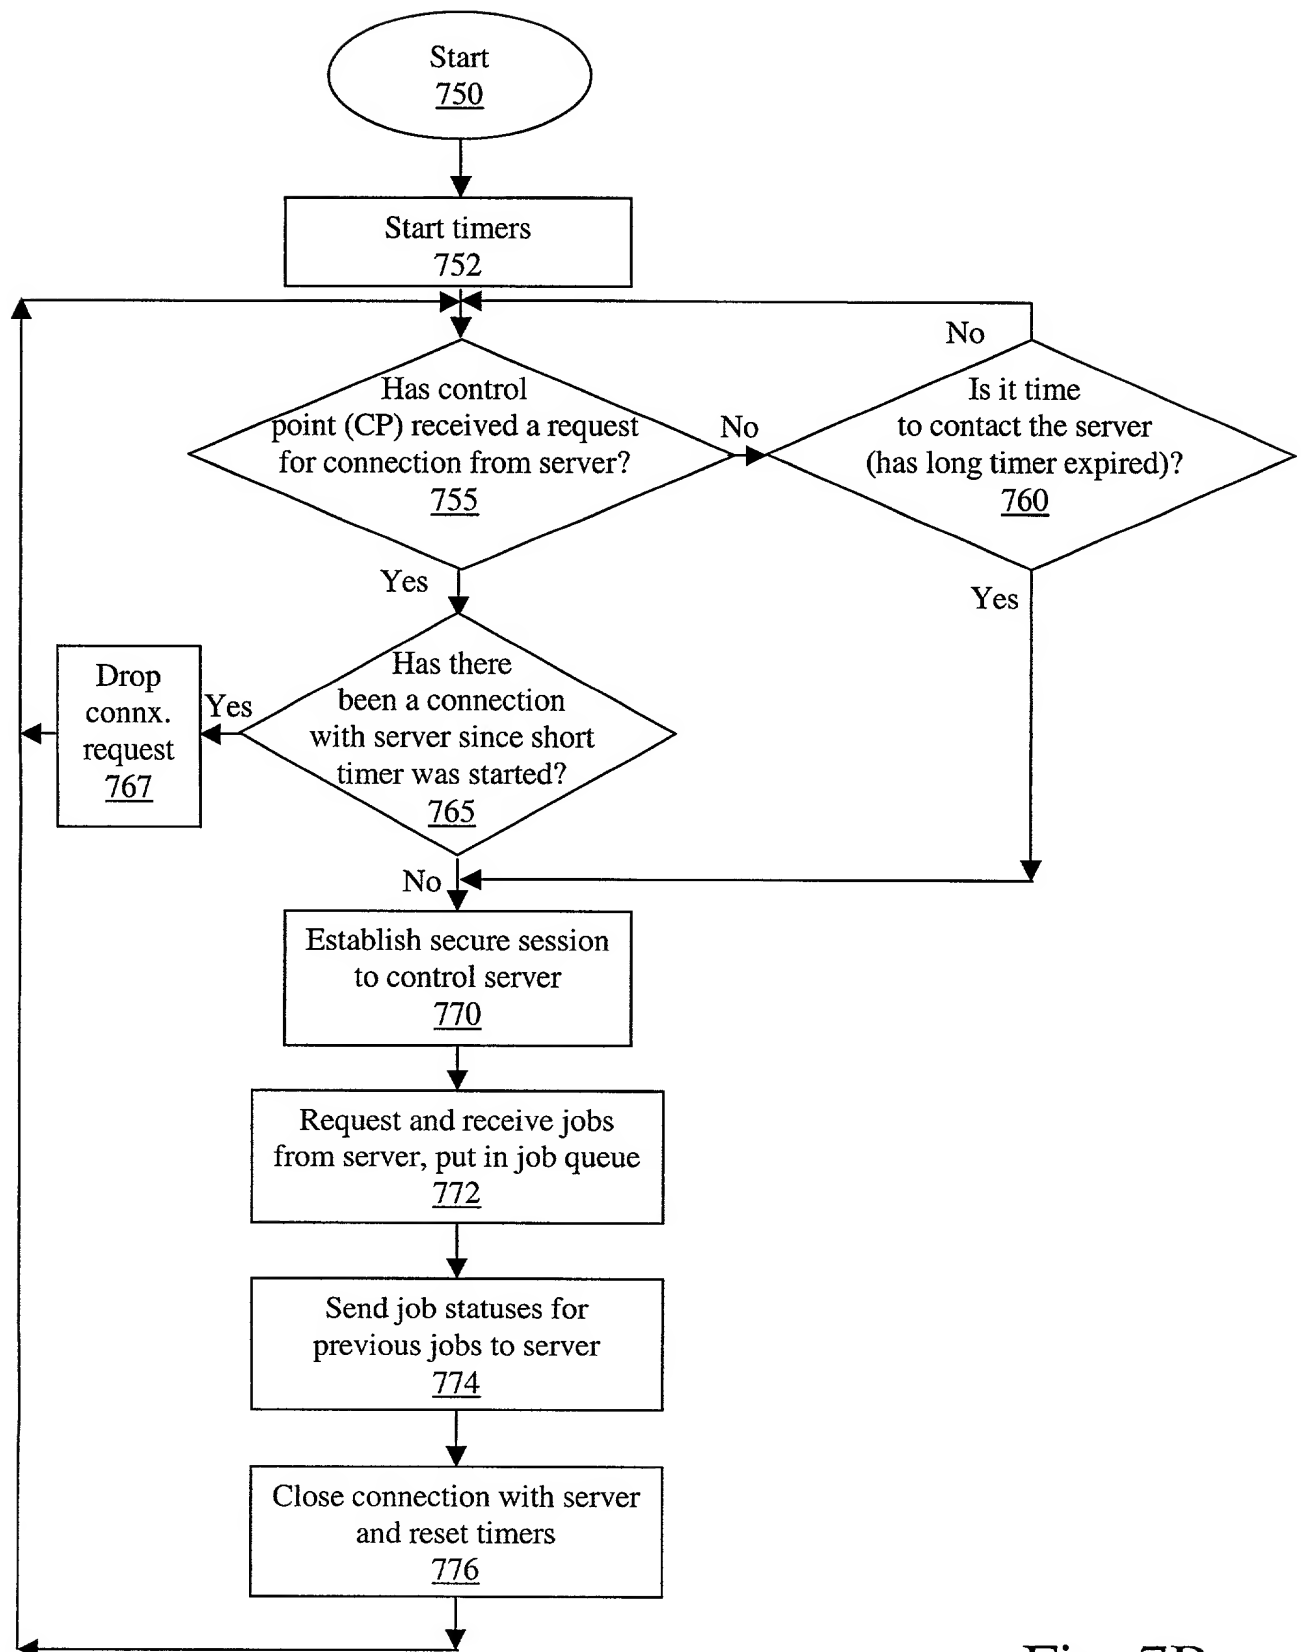 Start
750
Start timers
752
No
Has control
point (CP) received a request
for connection from server?
755
No
Is it time
to contact the server
(has long timer expired)?
760
Yes
Yes
Has there
been a connection
with server since short
timer was started?
765
Yes
Drop
connx.
request
767
No
Establish secure session
to control server
770
Request and receive jobs
from server, put in job queue
772
Send job statuses for
previous jobs to server
774
Close connection with server
and reset timers
776